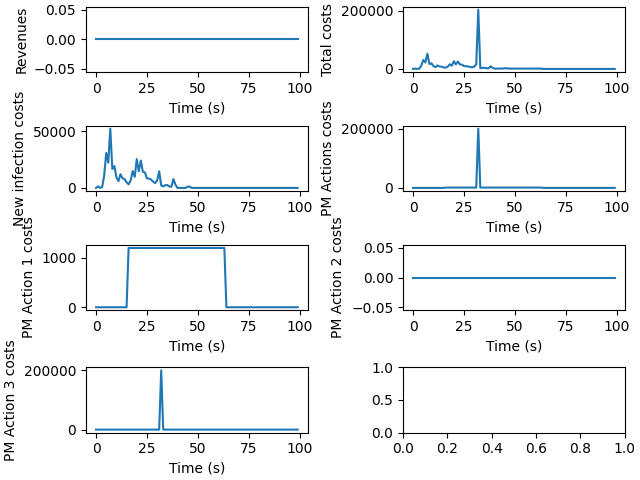 Revenues
0.05
0.00
−0.05
0 25 50 75 100
Time (s)
Total costs
200000
0
0 25 50 75 100
Time (s)
New infection costs
50000
0
0 25 50 75 100
Time (s)
PM Actions costs
200000
0
0 25 50 75 100
Time (s)
PM Action 1 costs
1000
0
0 25 50 75 100
Time (s)
PM Action 2 costs
0.05
0.00
−0.05
0 25 50 75 100
Time (s)
PM Action 3 costs
200000
0
0 25 50 75 100
Time (s)
1.0
0.5
0.0
0.0 0.2 0.4 0.6 0.8 1.0